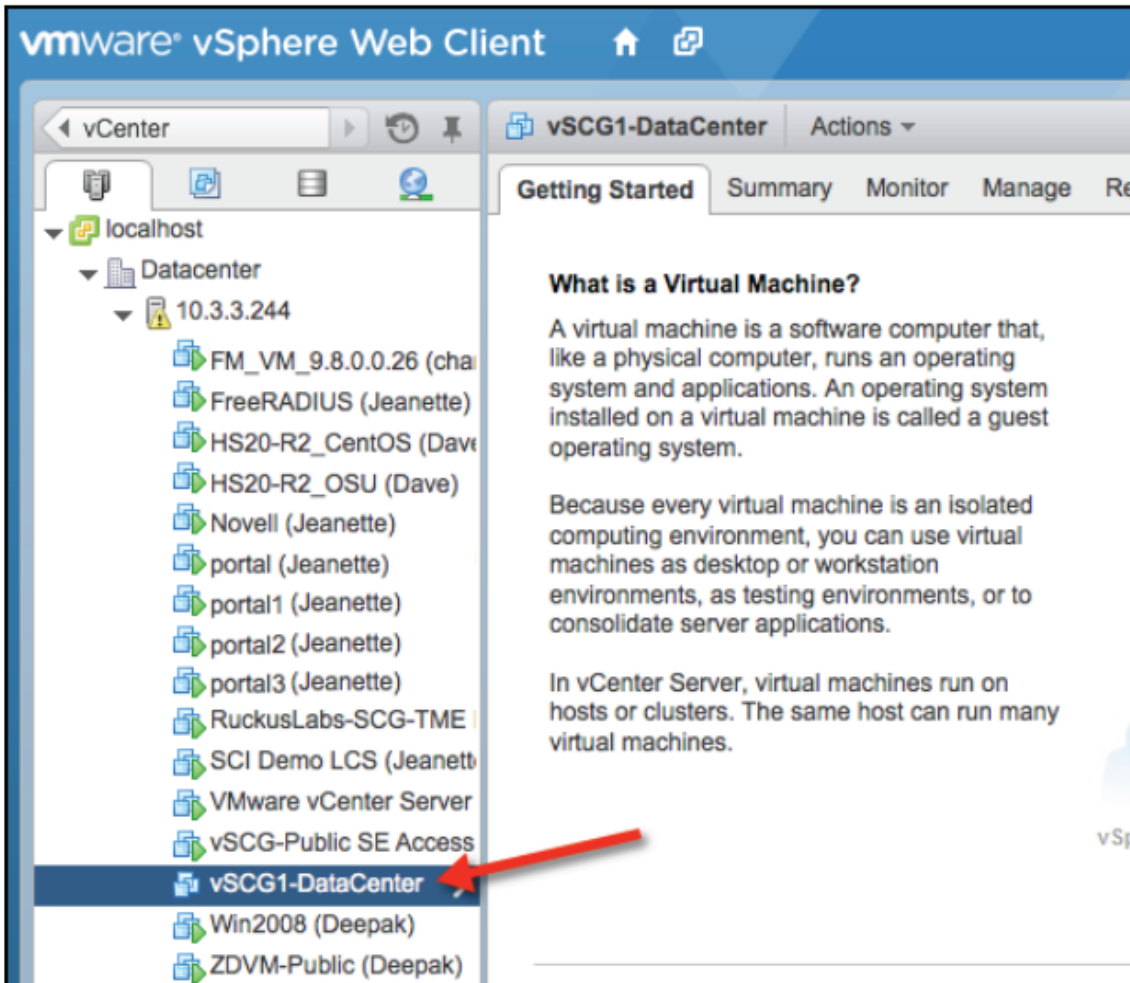 vmware vSphere Web Client
vCenter
localhost
Datacenter
10.3.3.244
FM_VM_9.8.0.0.26 (cha
FreeRADIUS (Jeanette)
HS20-R2_CentOS (Dave
HS20-R2_OSU (Dave)
Novell (Jeanette)
portal (Jeanette)
portal1 (Jeanette)
portal2 (Jeanette)
portal3 (Jeanette)
RuckusLabs-SCG-TME
SCI Demo LCS (Jeanett
VMware vCenter Server
vSCG-Public SE Access
vSCG1-DataCenter
Win2008 (Deepak)
ZDVM-Public (Deepak)
vSCG1-DataCenter Actions
Getting Started Summary Monitor Manage Re
What is a Virtual Machine?
A virtual machine is a software computer that,
like a physical computer, runs an operating
system and applications. An operating system
installed on a virtual machine is called a guest
operating system.
Because every virtual machine is an isolated
computing environment, you can use virtual
machines as desktop or workstation
environments, as testing environments, or to
consolidate server applications.
In vCenter Server, virtual machines run on
hosts or clusters. The same host can run many
virtual machines.
vSp